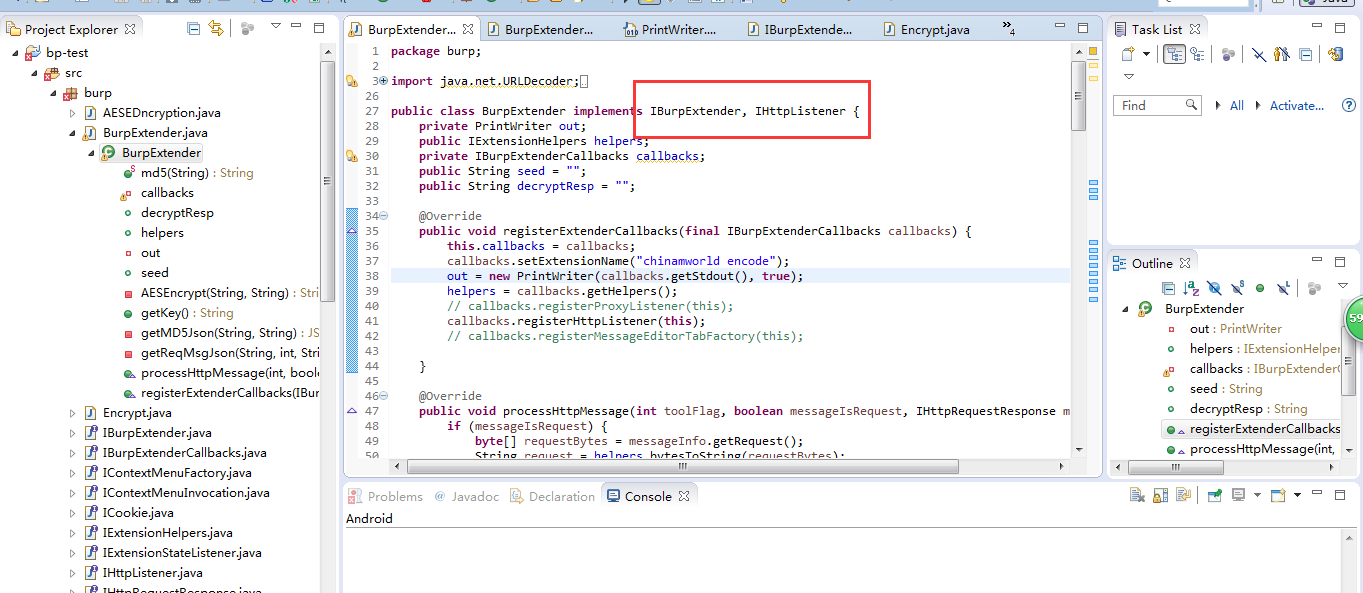 Java
Project Explorer
bp-test
src
burp
AESEDncryption.java
BurpExtender.java
BurpExtender
md5(String) : String
callbacks
decryptResp
helpers
out
seed
AESEncrypt(String, String) : Stri
getKey() : String
getMD5Json(String, String) : JS
getReqMsgJson(String, int, Stri
processHttpMessage(int, boole
registerExtenderCallbacks(IBur
Encrypt.java
IBurpExtender.java
IBurpExtenderCallbacks.java
IContextMenuFactory.java
IContextMenuInvocation.java
ICookie.java
IExtensionHelpers.java
IExtensionStateListener.java
IHttpListener.java
IHttpRequestResponse.java
BurpExtender... BurpExtender... PrintWriter.... IBurpExtende... Encrypt.java »4
1 package burp;
2
3 import java.net.URLDecoder;
26
27 public class BurpExtender implements IBurpExtender, IHttpListener {
28 private PrintWriter out;
29 public IExtensionHelpers helpers;
30 private IBurpExtenderCallbacks callbacks;
31 public String seed = "";
32 public String decryptResp = "";
33
34 @Override
35 public void registerExtenderCallbacks(final IBurpExtenderCallbacks callbacks) {
36 this.callbacks = callbacks;
37 callbacks.setExtensionName("chinamworld encode");
38 out = new PrintWriter(callbacks.getStdout(), true);
39 helpers = callbacks.getHelpers();
40 // callbacks.registerProxyListener(this);
41 callbacks.registerHttpListener(this);
42 // callbacks.registerMessageEditorTabFactory(this);
43
44 }
45
46 @Override
47 public void processHttpMessage(int toolFlag, boolean messageIsRequest, IHttpRequestResponse m
48 if (messageIsRequest) {
49 byte[] requestBytes = messageInfo.getRequest();
50 String request = helpers.bytesToString(requestBytes);
Problems @ Javadoc Declaration Console
Android
Task List
Find All Activate...
Outline
BurpExtender
out : PrintWriter
helpers : IExtensionHelper
callbacks : IBurpExtender
seed : String
decryptResp : String
registerExtenderCallbacks
processHttpMessage(int,
59